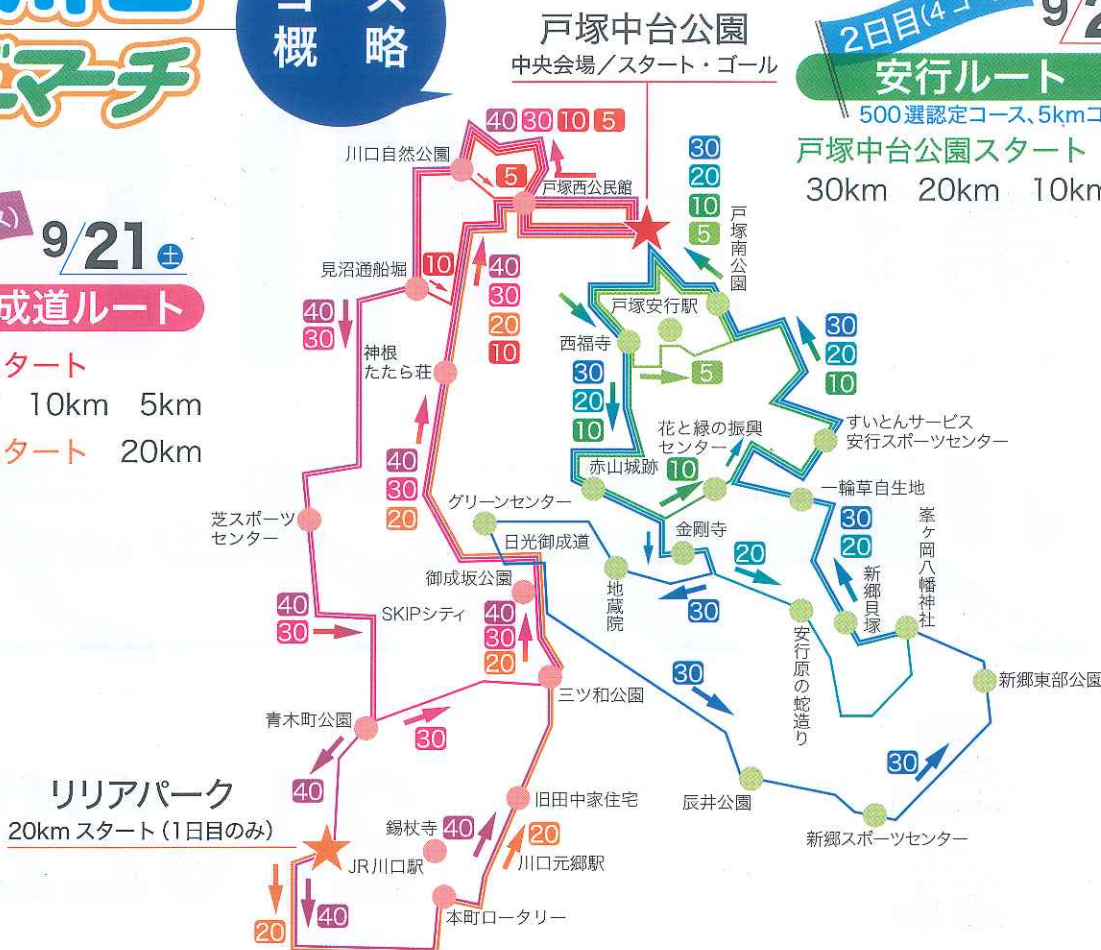 コース
概略
戸塚中台公園
中央会場／スタート・ゴール
2日目(4コー
9/2
安行ルート
500選認定コース、5kmコ
戸塚中台公園スタート
30km 20km 10km
マーチ
9/21 土
成道ルート
タート
10km 5km
タート 20km
40 30 10 5
川口自然公園
5
戸塚西公民館
30
20
10
5
戸塚南公園
見沼通船堀
10
40
30
20
10
40
30
神根
たたら荘
戸塚安行駅
西福寺
5
30
20
10
30
20
10
すいとんサービス
安行スポーツセンター
花と緑の振興
センター
赤山城跡
10
一輪草自生地
40
30
20
グリーンセンター
日光御成道
金剛寺
20
30
20
峯ヶ岡八幡神社
芝スポーツ
センター
御成坂公園
地蔵院
30
新郷貝塚
40
30
SKIPシティ
40
30
20
安行原の蛇造り
三ツ和公園
30
新郷東部公園
青木町公園
30
40
辰井公園
30
新郷スポーツセンター
リリアパーク
20kmスタート（1日目のみ）
旧田中家住宅
錫杖寺
40
20
JR川口駅
川口元郷駅
本町ロータリー
20
40